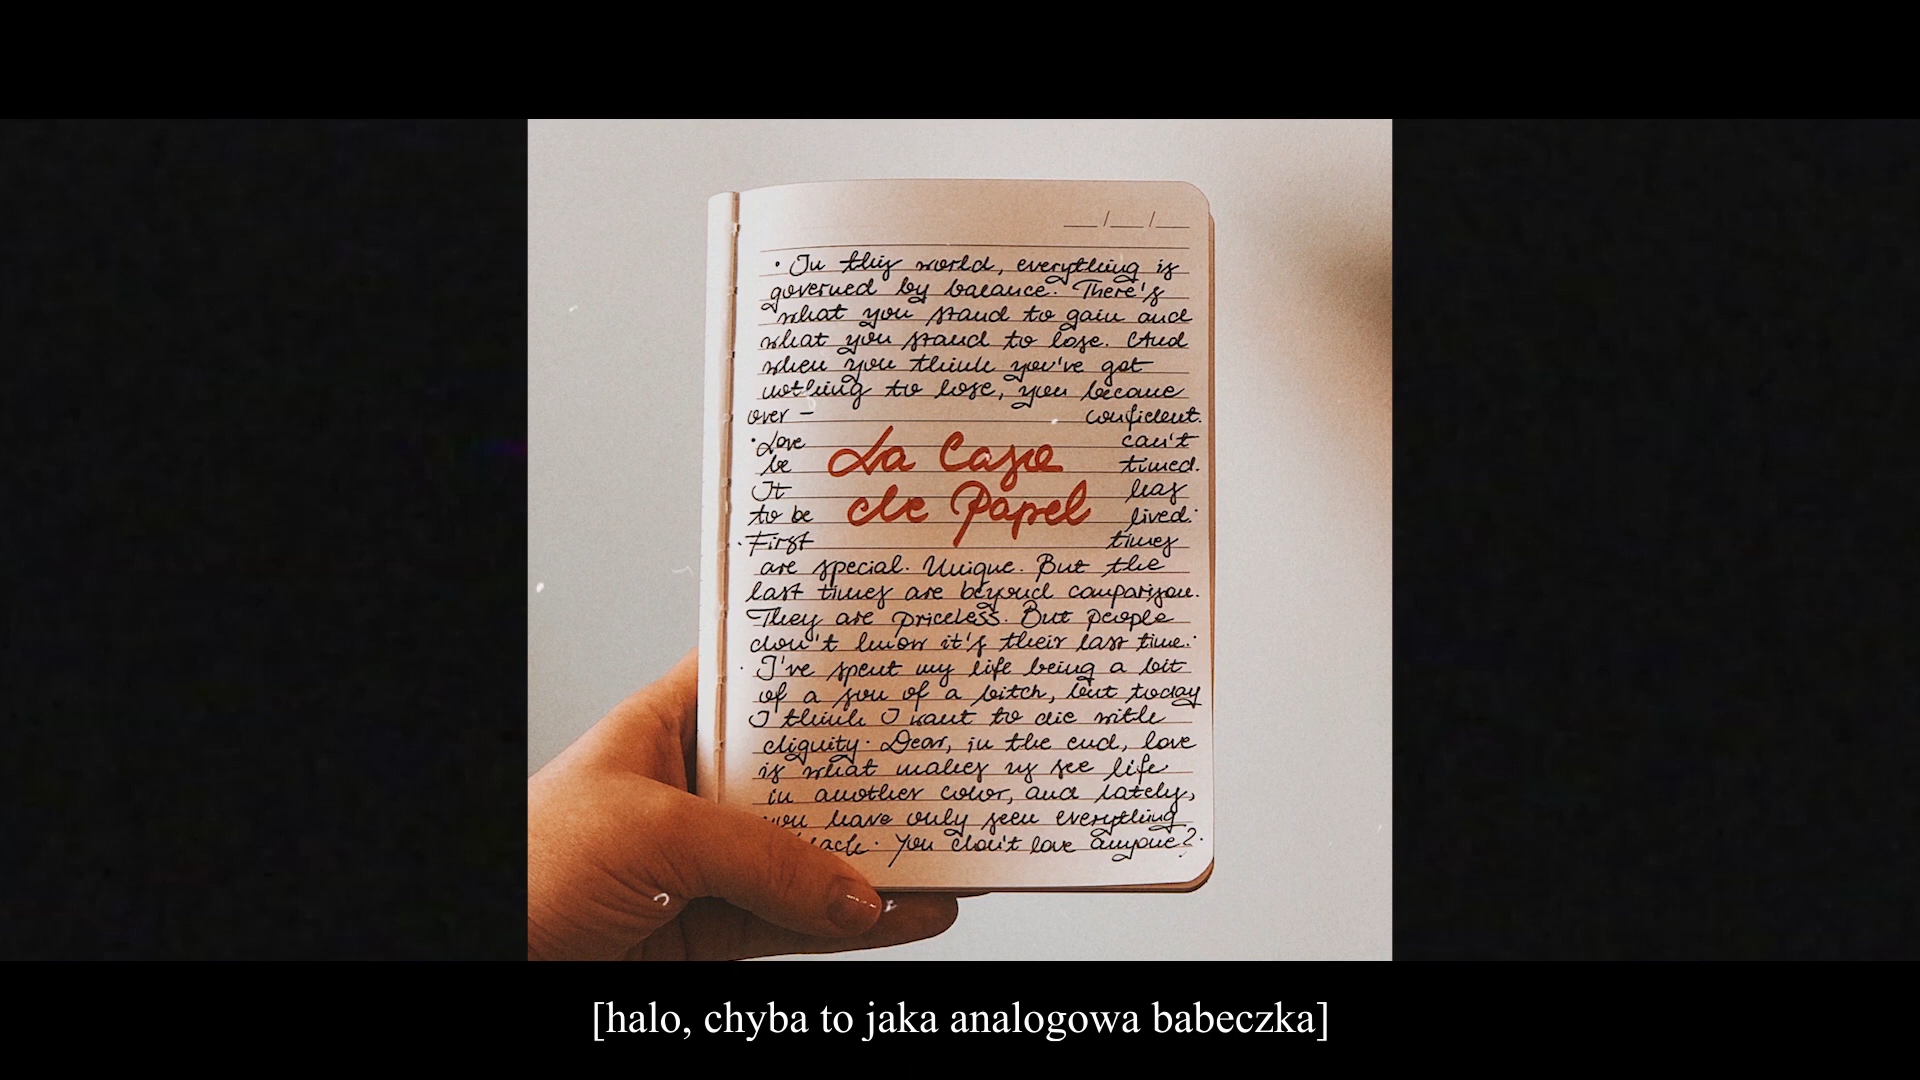 __ /__ /__
• In this world, everything is
governed by balance. There's
what you stand to gain and
what you stand to lose. And
when you think you've got
nothing to lose, you become
over – confident.
• Love can't
be timed.
It has
to be lived.
• First times
La Casa
de Papel
are special. Unique. But the
last times are beyond comparison.
They are priceless. But people
don't know it's their last time.
• I've spent my life being a bit
of a son of a bitch, but today
I think I want to die with
dignity. Dear, in the end, love
is what makes us see life
in another color, and lately,
you have only seen everything
You don't love anyone?
[halo, chyba to jaka analogowa babeczka]